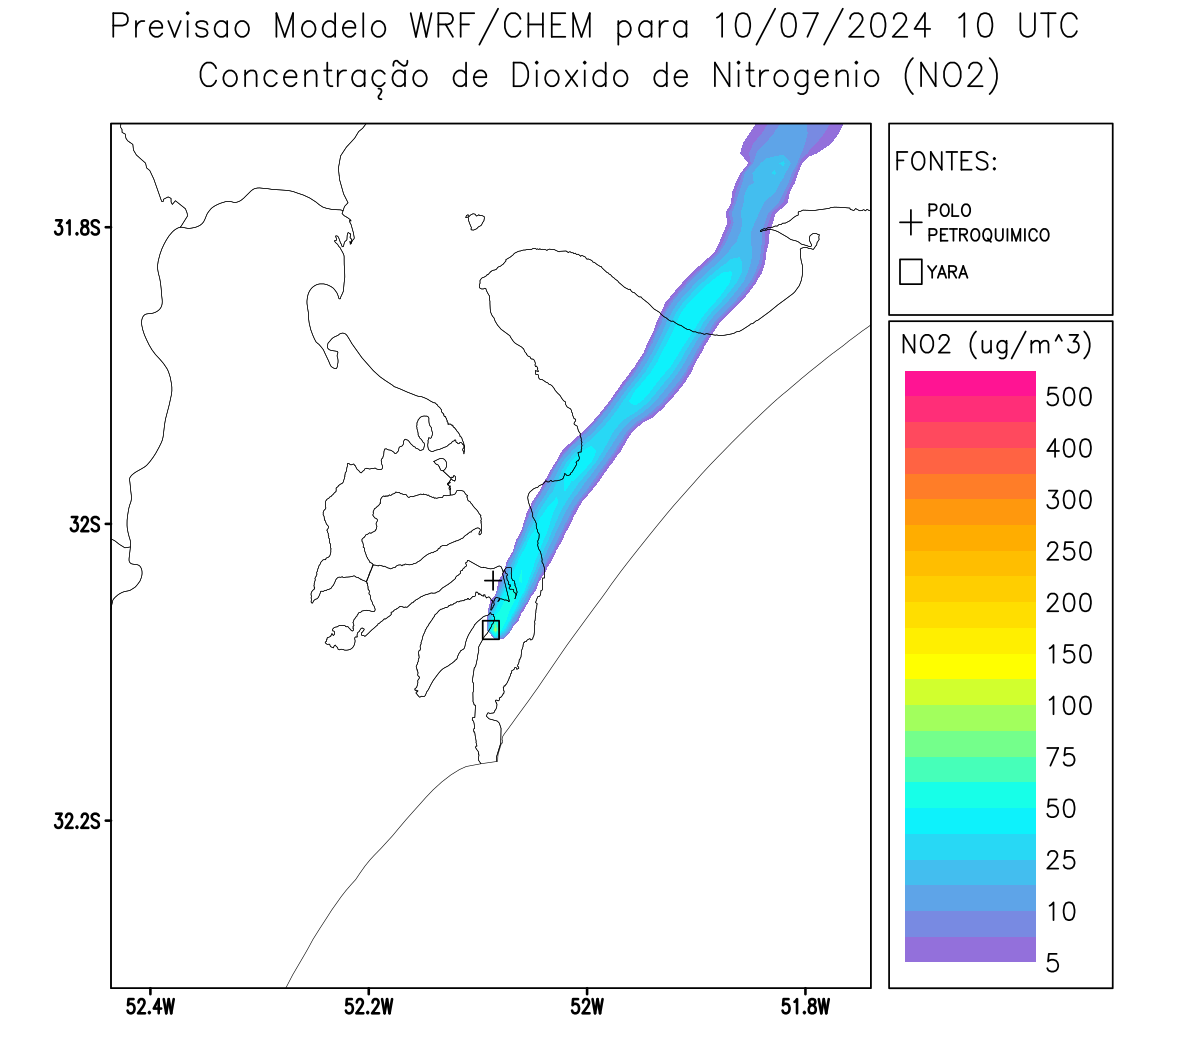 Previsao Modelo WRF/CHEM para 10/07/2024 10 UTC
Concentração de Dioxido de Nitrogenio (NO2)
FONTES:
POLO
PETROQUIMICO
YARA
31.8S
32S
32.2S
52.4W
52.2W
52W
51.8W
NO2 (ug/m^3)
500
400
300
250
200
150
100
75
50
25
10
5